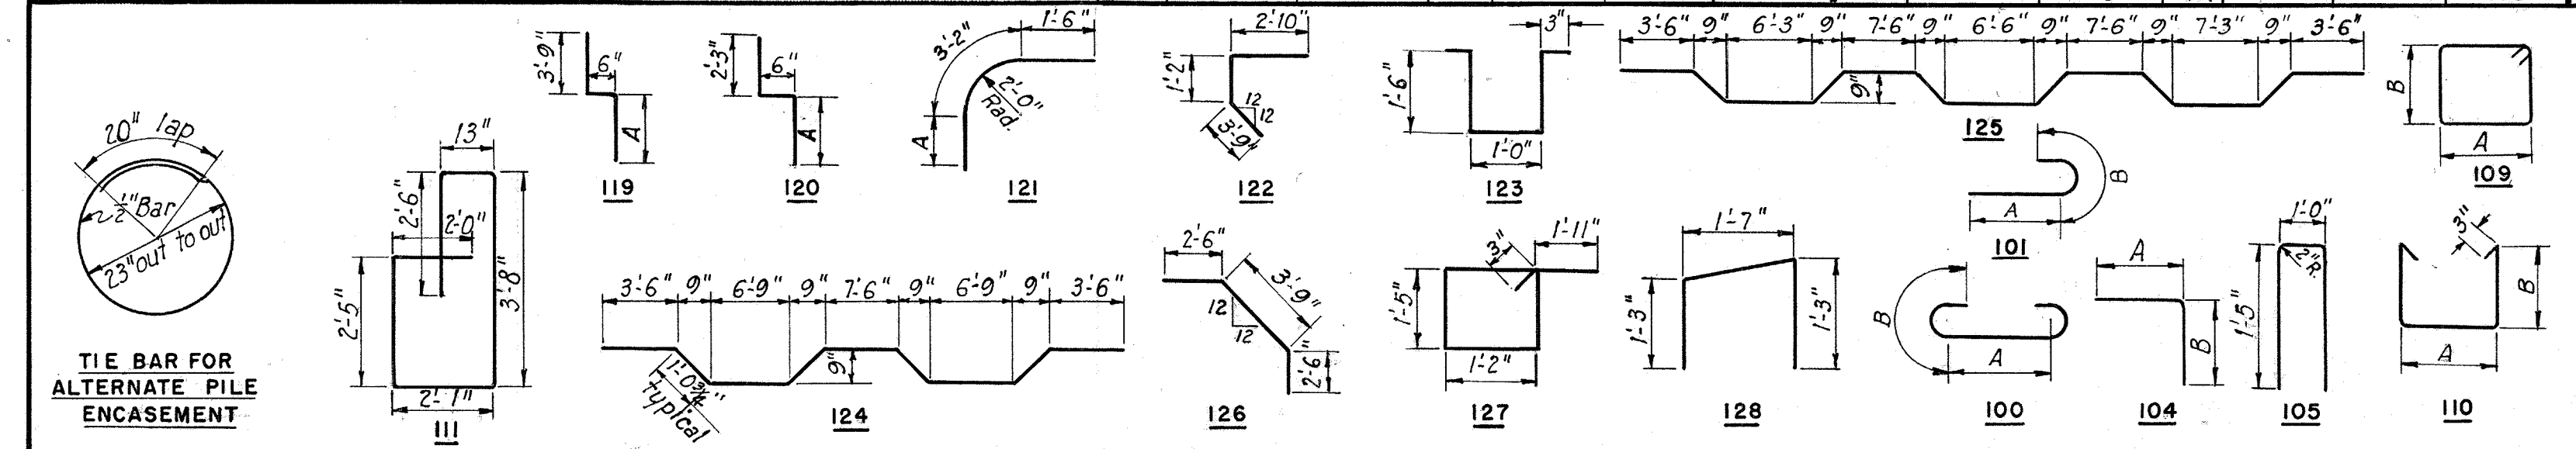 20" lap
2 1/2" Bar
23" out to out
TIE BAR FOR
ALTERNATE PILE
ENCASEMENT
13"
2'-6"
2'-0"
2'-5"
3'-8"
2'-1"
111
3'-9"
6"
A
119
2'-3"
6"
A
120
3'-2"
1'-6"
2'-0"
Rad.
A
121
2'-10"
1'-2"
12
12
3'-9"
122
3"
1'-6"
1'-0"
123
3'-6" 9" 6'-3" 9" 7'-6" 9" 6'-6" 9" 7'-6" 9" 7'-3" 9" 3'-6"
9"
125
B
A
109
3'-6" 9" 6'-9" 9" 7'-6" 9" 6'-9" 9" 3'-6"
1'-0 3/4"
typical
9"
124
2'-6"
3'-9"
12
12
2'-6"
126
3"
1'-11"
1'-5"
1'-2"
127
1'-7"
1'-3"
1'-3"
128
B
A
101
B
A
100
A
B
104
1'-0"
2"R.
1'-5"
105
3"
B
A
110